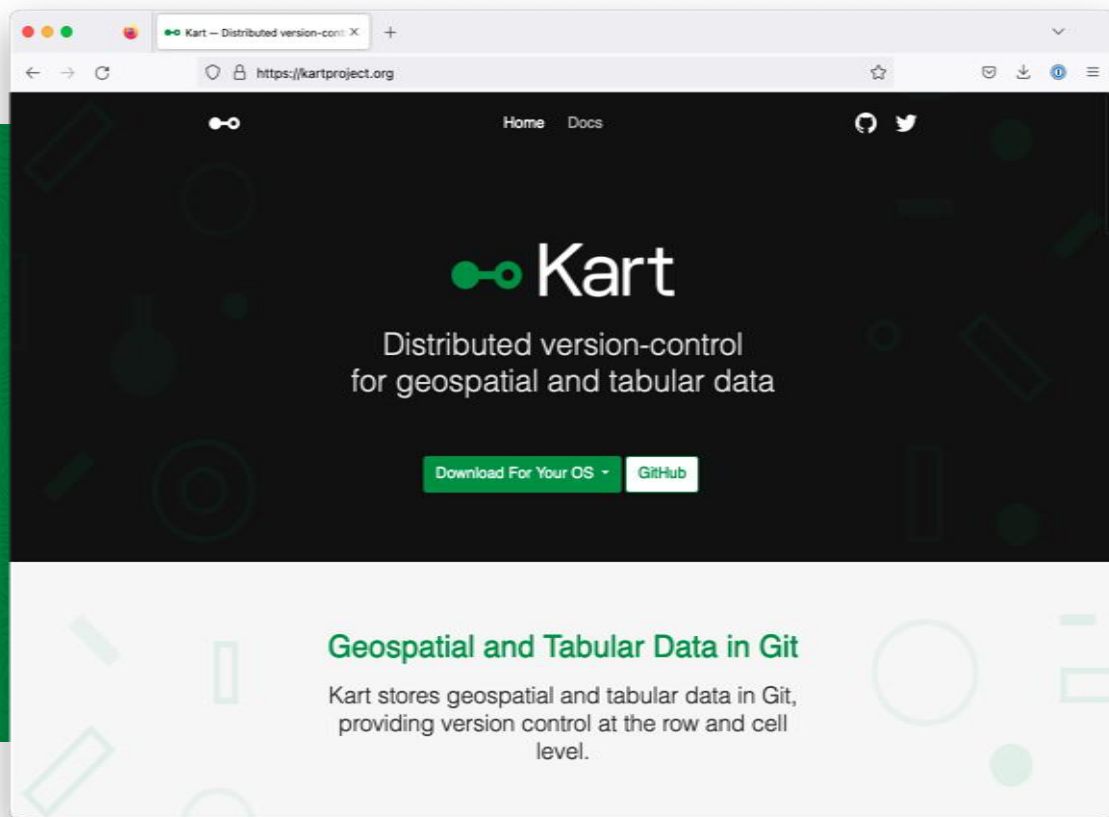 Kart — Distributed version-cont
https://kartproject.org
Home Docs
Kart
Distributed version-control
for geospatial and tabular data
Download For Your OS
GitHub
Geospatial and Tabular Data in Git
Kart stores geospatial and tabular data in Git,
providing version control at the row and cell
level.